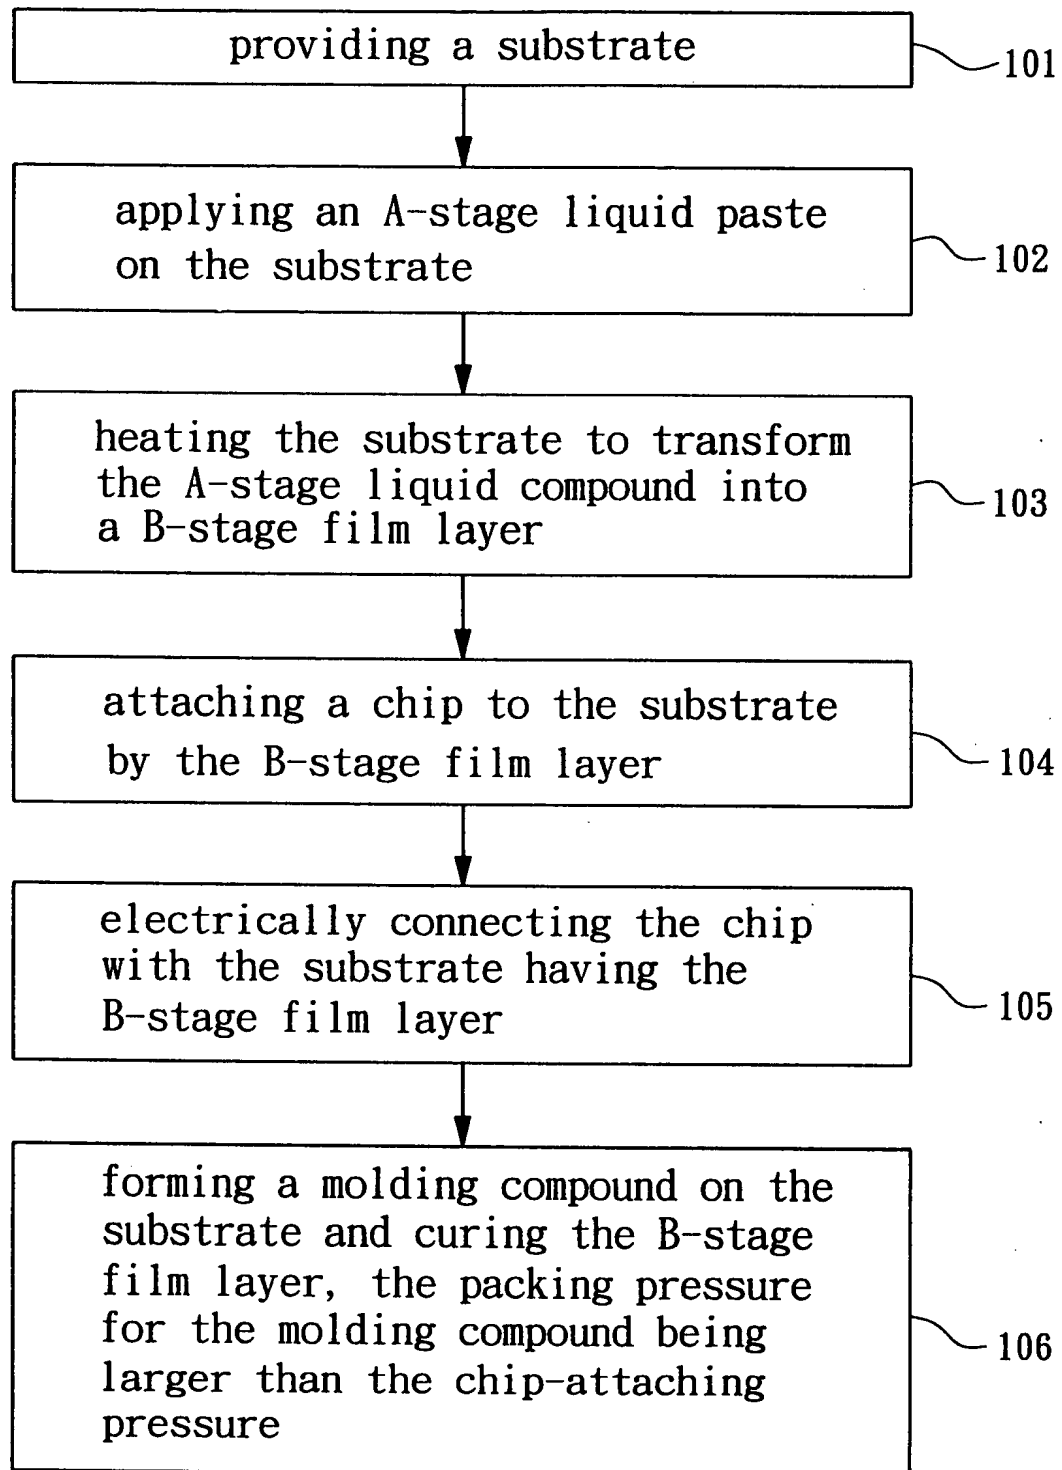 providing a substrate
101
applying an A-stage liquid paste
on the substrate
102
heating the substrate to transform
the A-stage liquid compound into
a B-stage film layer
103
attaching a chip to the substrate
by the B-stage film layer
104
electrically connecting the chip
with the substrate having the
B-stage film layer
105
forming a molding compound on the
substrate and curing the B-stage
film layer, the packing pressure
for the molding compound being
larger than the chip-attaching
pressure
106